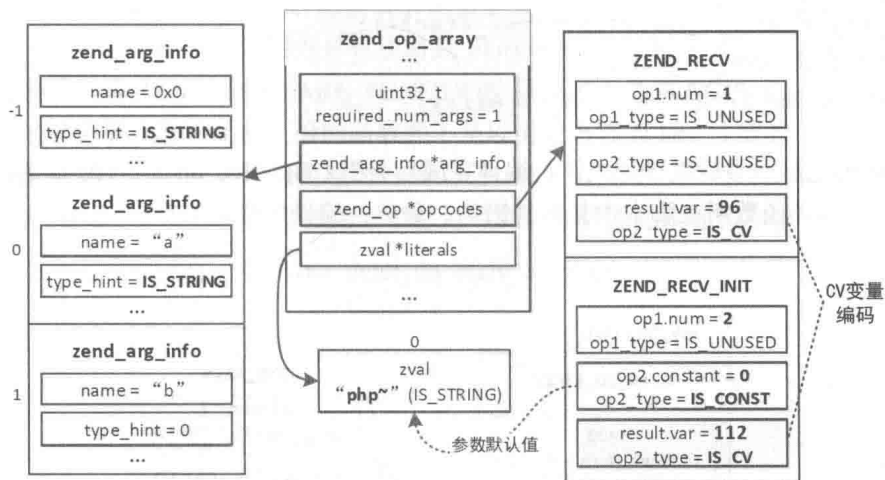 zend_arg_info
name = 0x0
-1
type_hint = IS_STRING
...
zend_arg_info
name = “a”
0
type_hint = IS_STRING
...
zend_arg_info
name = “b”
1
type_hint = 0
...
zend_op_array
...
uint32_t
required_num_args = 1
zend_arg_info *arg_info
zend_op *opcodes
zval *literals
...
0
zval
“php~” (IS_STRING)
参数默认值
ZEND_RECV
op1.num = 1
op1_type = IS_UNUSED
op2_type = IS_UNUSED
result.var = 96
op2_type = IS_CV
ZEND_RECV_INIT
op1.num = 2
op1_type = IS_UNUSED
op2.constant = 0
op2_type = IS_CONST
result.var = 112
op2_type = IS_CV
CV变量
编码